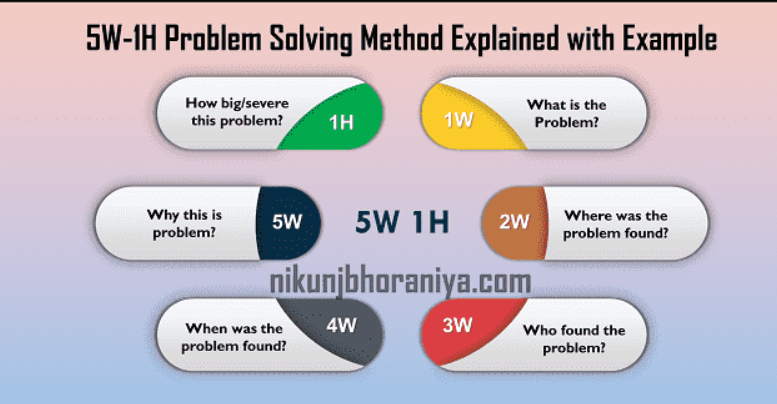 5W-1H Problem Solving Method Explained with Example
How big/severe
this problem?
1H
1W
What is the
Problem?
Why this is
problem?
5W
5W 1H
2W
Where was the
problem found?
nikunjbhoraniya.com
When was the
problem found?
4W
3W
Who found the
problem?